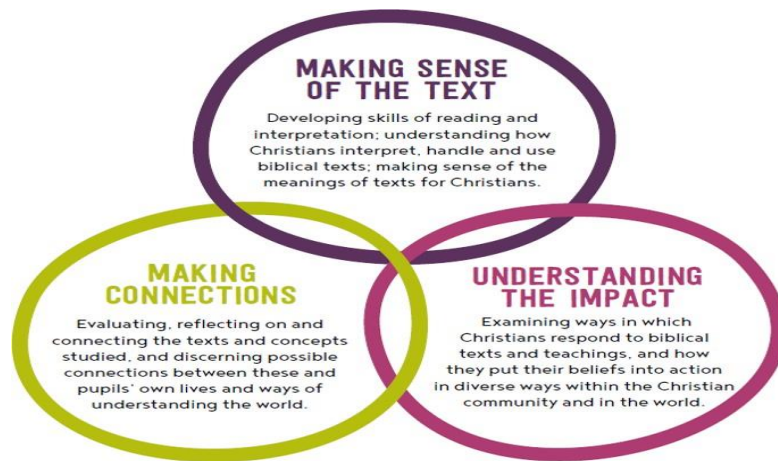 MAKING SENSE
OF THE TEXT
Developing skills of reading and
interpretation; understanding how
Christians interpret, handle and use
biblical texts; making sense of the
meanings of texts for Christians.
MAKING
CONNECTIONS
Evaluating, reflecting on and
connecting the texts and concepts
studied, and discerning possible
connections between these and
pupils' own lives and ways of
understanding the world.
UNDERSTANDING
THE IMPACT
Examining ways in which
Christians respond to biblical
texts and teachings, and how
they put their beliefs into action
in diverse ways within the Christian
community and in the world.